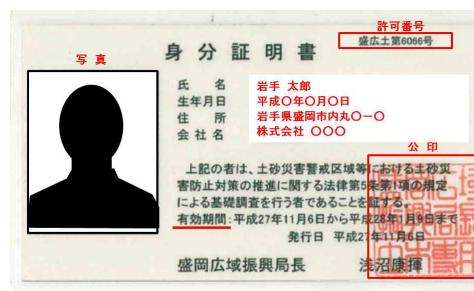 許可番号
盛広土第6066号
写真
身分証明書
氏名 岩手 太郎
生年月日 平成〇年〇月〇日
住所 岩手県盛岡市内丸〇ー〇
会社名 株式会社 〇〇〇
公印
上記の者は、土砂災害警戒区域等における土砂災
害防止対策の推進に関する法律第5条第1項の規定
による基礎調査を行う者であることを証する。
有効期間:平成27年11月6日から平成28年1月9日まで
発行日 平成27年11月6日
盛岡広域振興局長 浅沼康揮